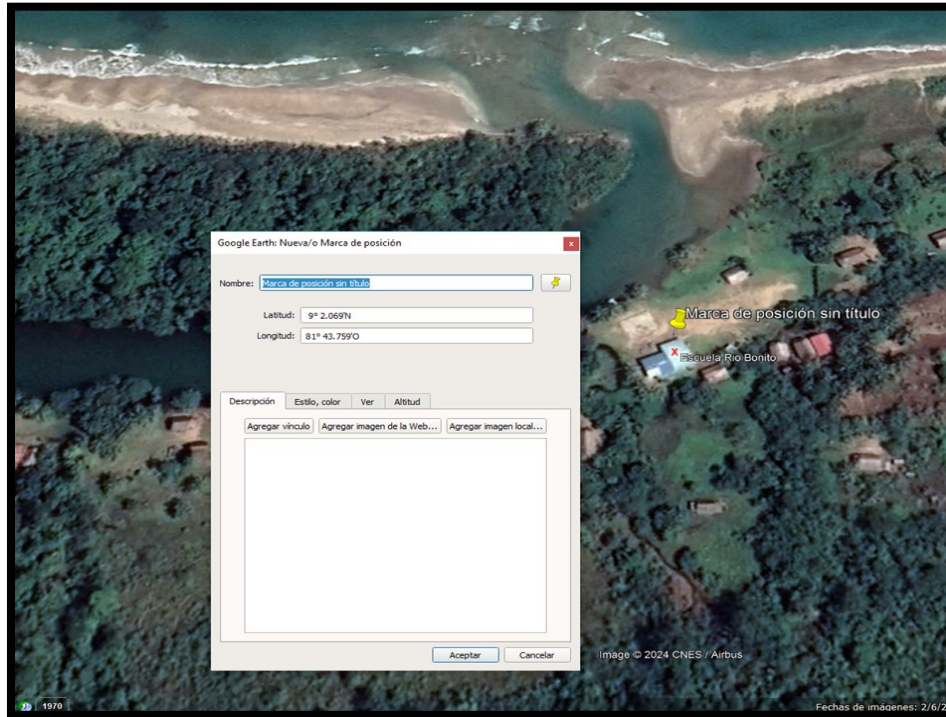 Google Earth: Nueva/o Marca de posición
x
Nombre: Marca de posición sin título
Latitud: 9° 2.069'N
Longitud: 81° 43.759'O
Descripción Estilo, color Ver Altitud
Agregar vínculo Agregar imagen de la Web... Agregar imagen local...
Aceptar Cancelar
Marca de posición sin título
Escuela Rio Bonito
Image © 2024 CNES / Airbus
1970
Fechas de imágenes: 2/6/2